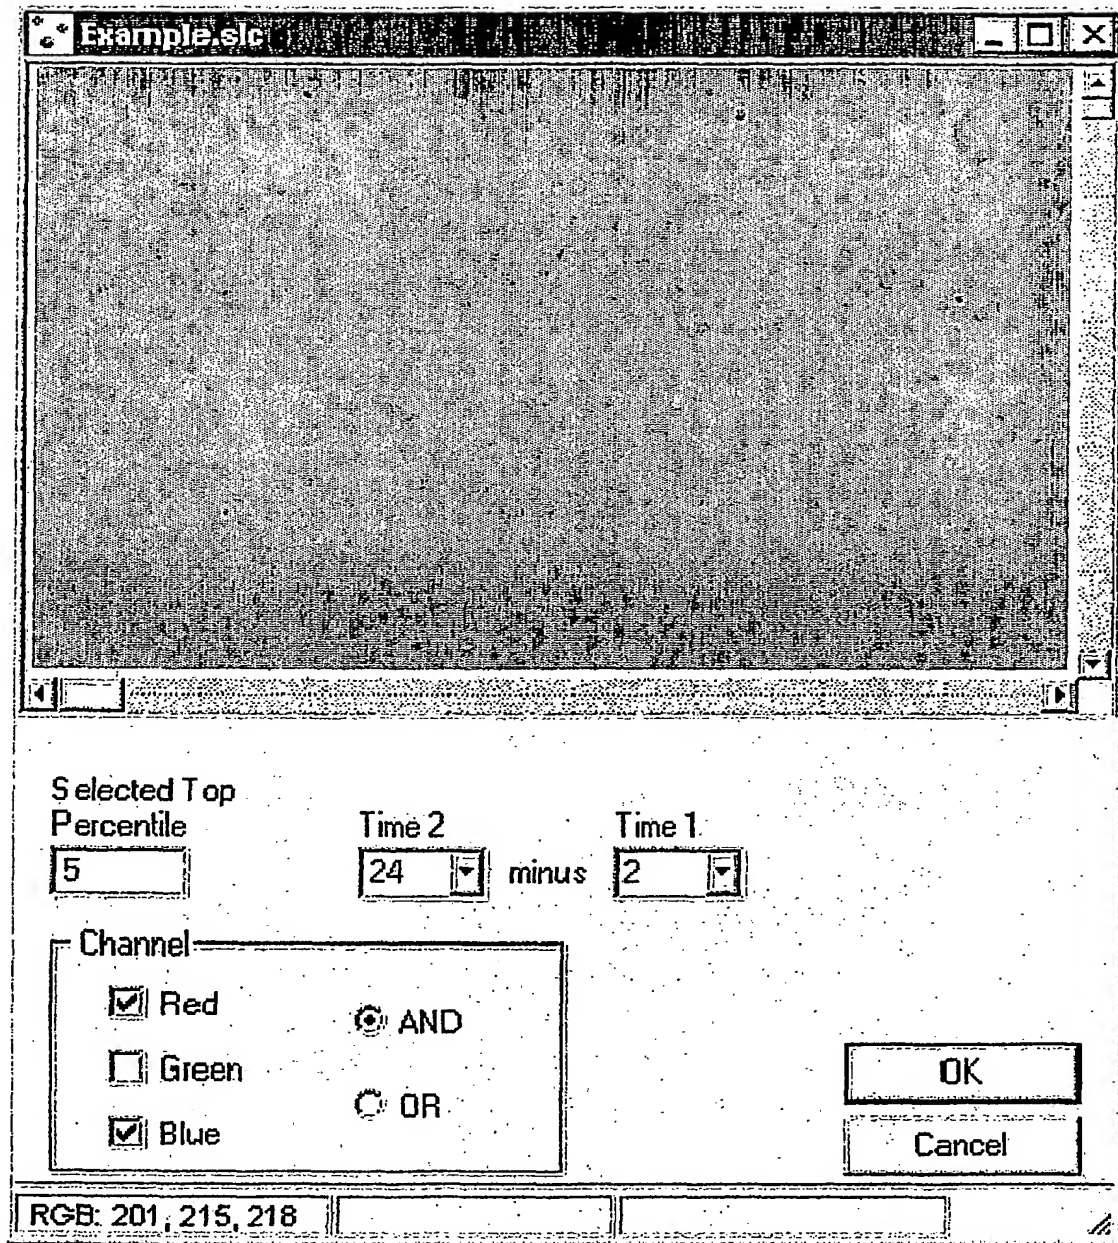 Example.slc
Selected Top
Percentile
Time 2
Time 1
5
24
minus
2
Channel
Red
AND
Green
OR
Blue
OK
Cancel
RGB: 201, 215, 218